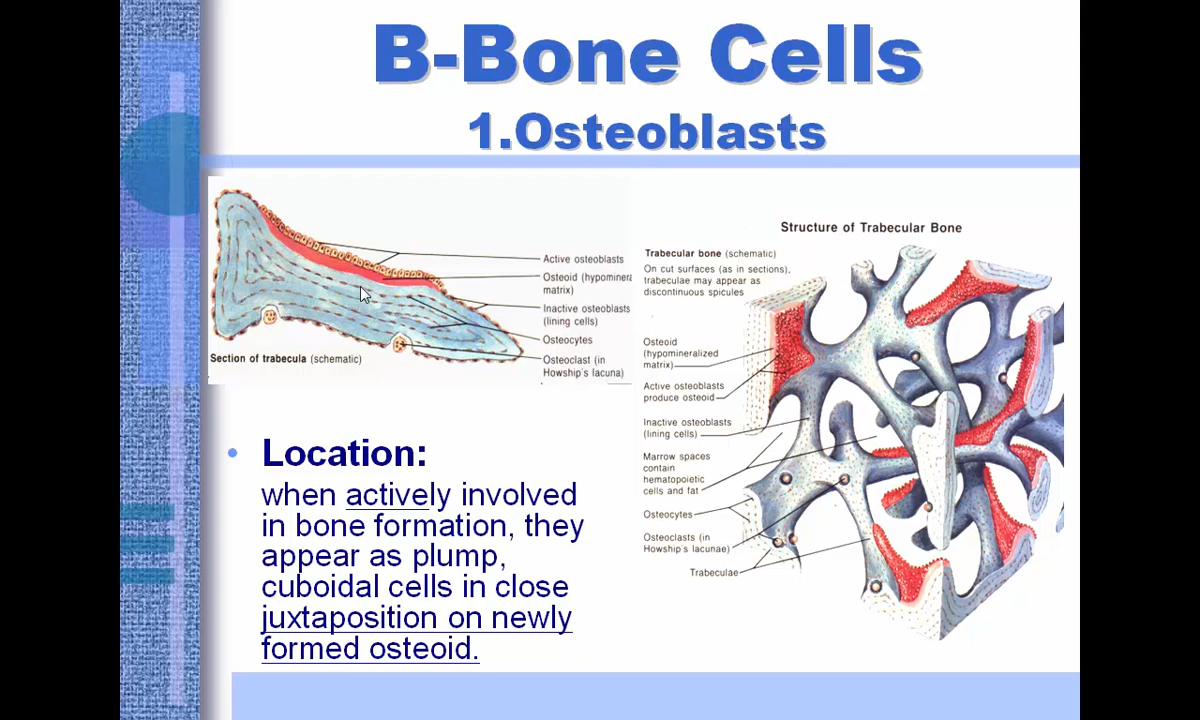 B-Bone Cells
1.Osteoblasts
Active osteoblasts
Osteoid (hypominera
matrix)
Inactive osteoblasts
(lining cells)
Osteocytes
Osteoclast (in
Howship's lacuna)
Section of trabecula (schematic)
• Location:
when actively involved
in bone formation, they
appear as plump,
cuboidal cells in close
juxtaposition on newly
formed osteoid.
Structure of Trabecular Bone
Trabecular bone (schematic)
On cut surfaces (as in sections),
trabeculae may appear as
discontinuous spicules
Osteoid
(hypomineralized
matrix)
Active osteoblasts
produce osteoid
Inactive osteoblasts
(lining cells)
Marrow spaces
contain
hematopoietic
cells and fat
Osteocytes
Osteoclasts (in
Howship's lacunae)
Trabeculae